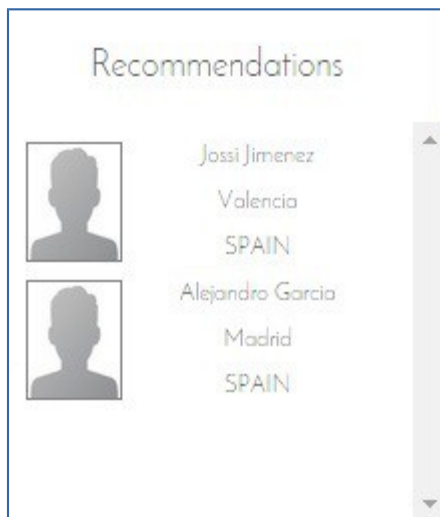 Recommendations
Jossi Jimenez
Valencia
SPAIN
Alejandro Garcia
Madrid
SPAIN